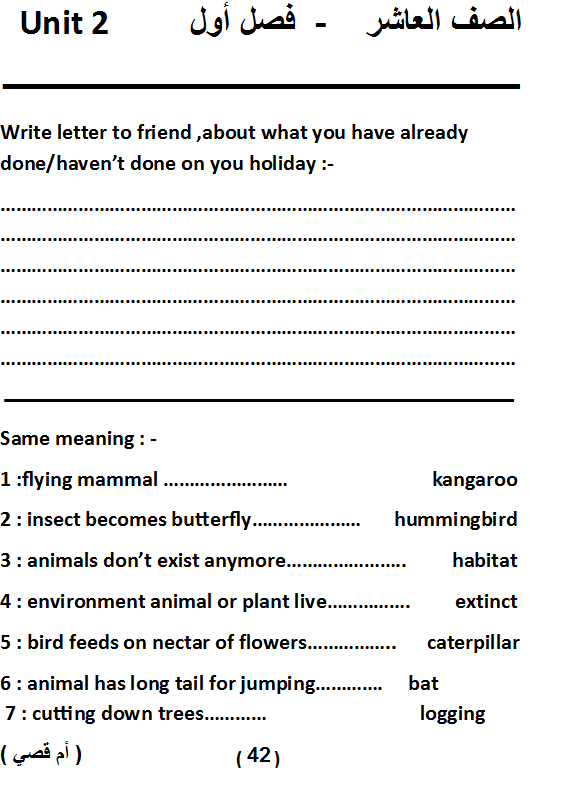 Unit 2 الصف العاشر - فصل أول
Write letter to friend ,about what you have already
done/haven't done on you holiday :-
………………………………………………………………………………………
………………………………………………………………………………………
………………………………………………………………………………………
………………………………………………………………………………………
………………………………………………………………………………………
………………………………………………………………………………………
Same meaning : -
1 :flying mammal …………………… kangaroo
2 : insect becomes butterfly………………… hummingbird
3 : animals don't exist anymore………………….. habitat
4 : environment animal or plant live……………. extinct
5 : bird feeds on nectar of flowers…………….. caterpillar
6 : animal has long tail for jumping…………. bat
7 : cutting down trees………… logging
( أم قصي ) ( 42 )